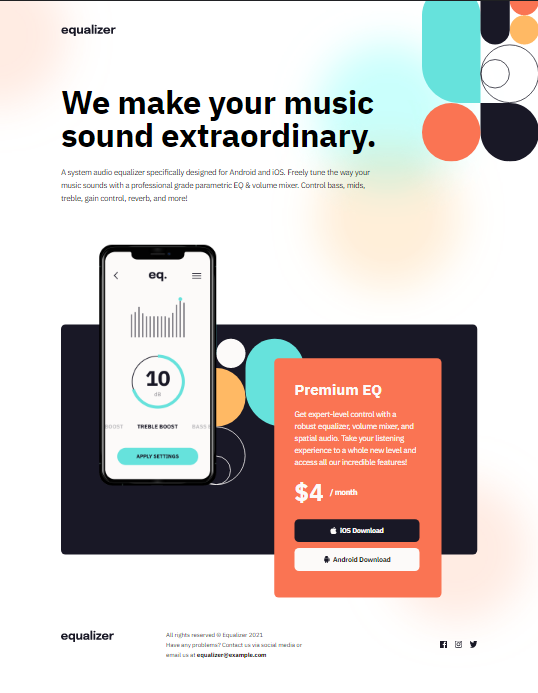 equalizer
We make your music
sound extraordinary.
A system audio equalizer specifically designed for Android and iOS. Freely tune the way your
music sounds with a professional grade parametric EQ & volume mixer. Control bass, mids,
treble, gain control, reverb, and more!
eq.
10
dB
BOOST TREBLE BOOST BASS
APPLY SETTINGS
Premium EQ
Get expert-level control with a
robust equalizer, volume mixer, and
spatial audio. Take your listening
experience to a whole new level and
access all our incredible features!
$4 / month
iOS Download
Android Download
equalizer
All rights reserved © Equalizer 2021
Have any problems? Contact us via social media or
email us at equalizer@example.com